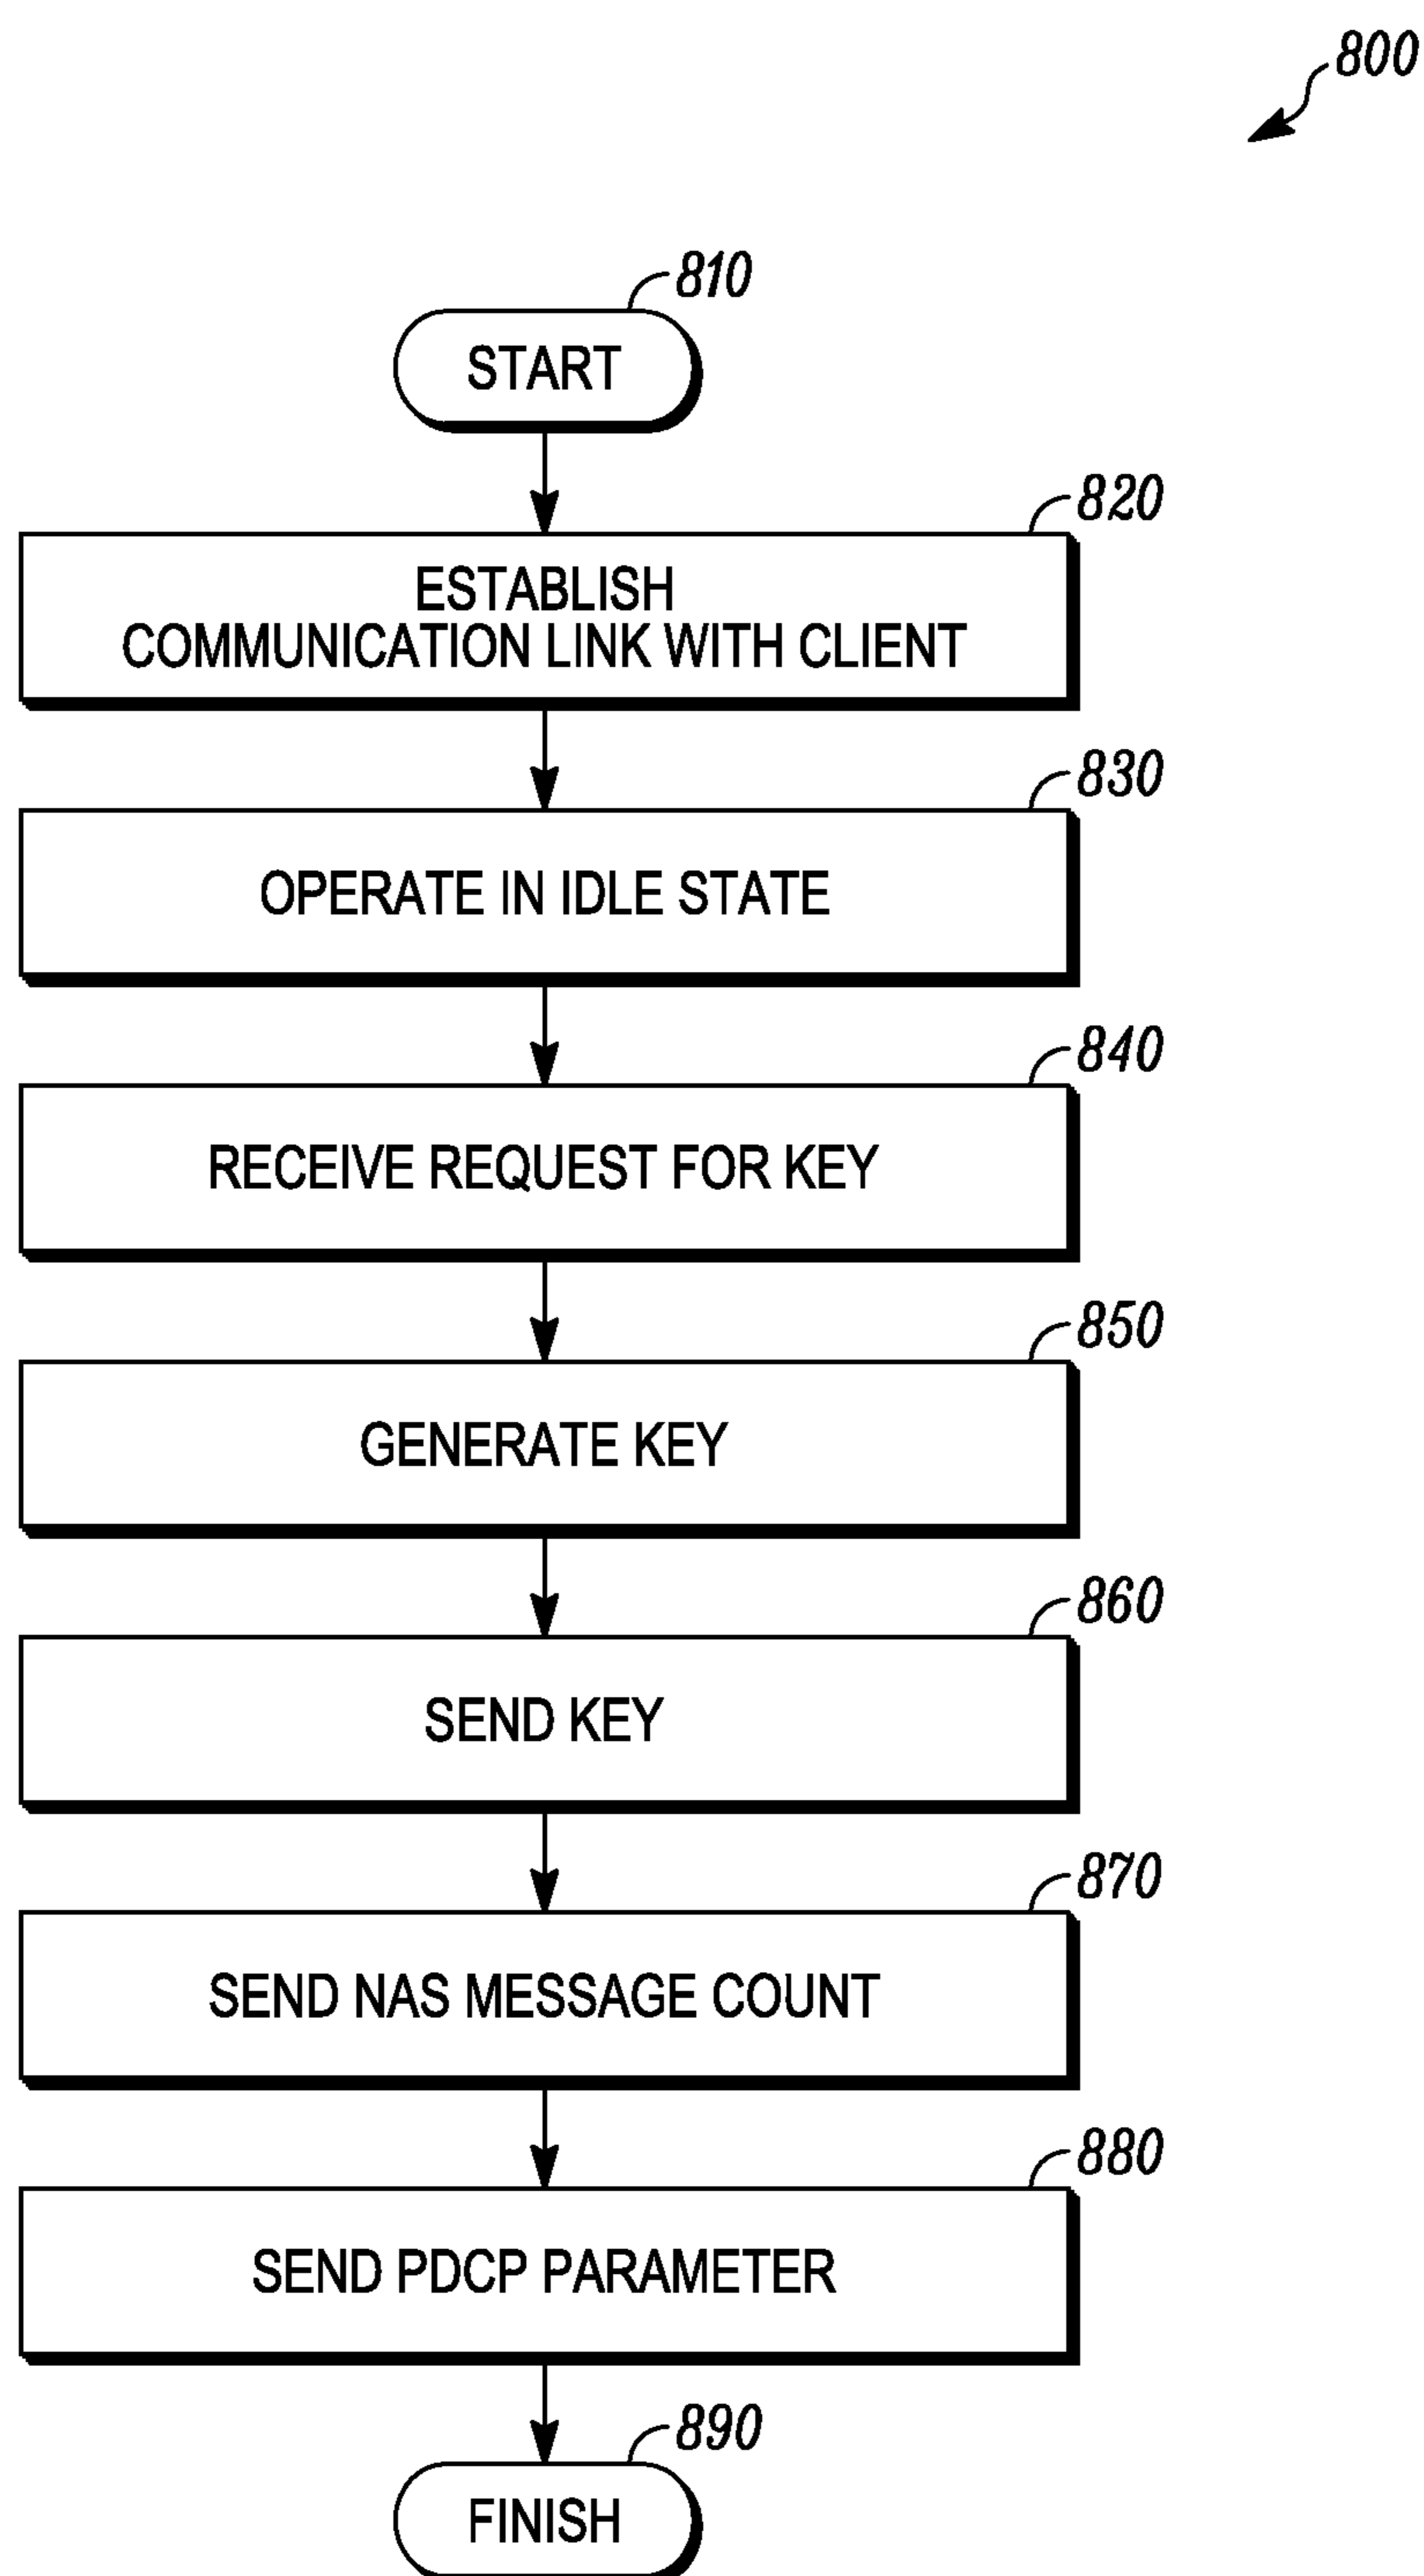 800
810
START
820
ESTABLISH
COMMUNICATION LINK WITH CLIENT
830
OPERATE IN IDLE STATE
840
RECEIVE REQUEST FOR KEY
850
GENERATE KEY
860
SEND KEY
870
SEND NAS MESSAGE COUNT
880
SEND PDCP PARAMETER
890
FINISH